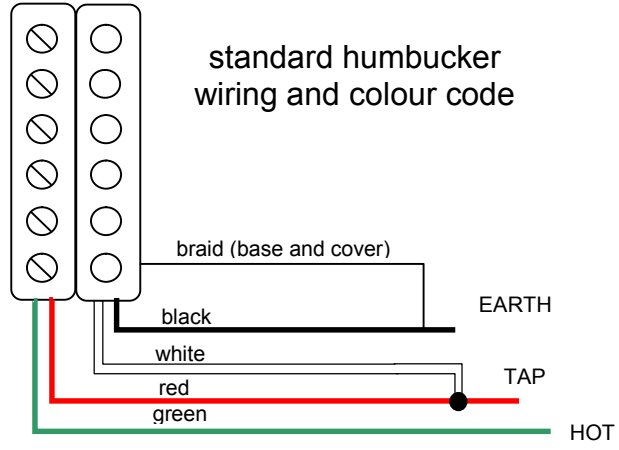 standard humbucker
wiring and colour code
braid (base and cover)
EARTH
black
white
TAP
red
green
HOT